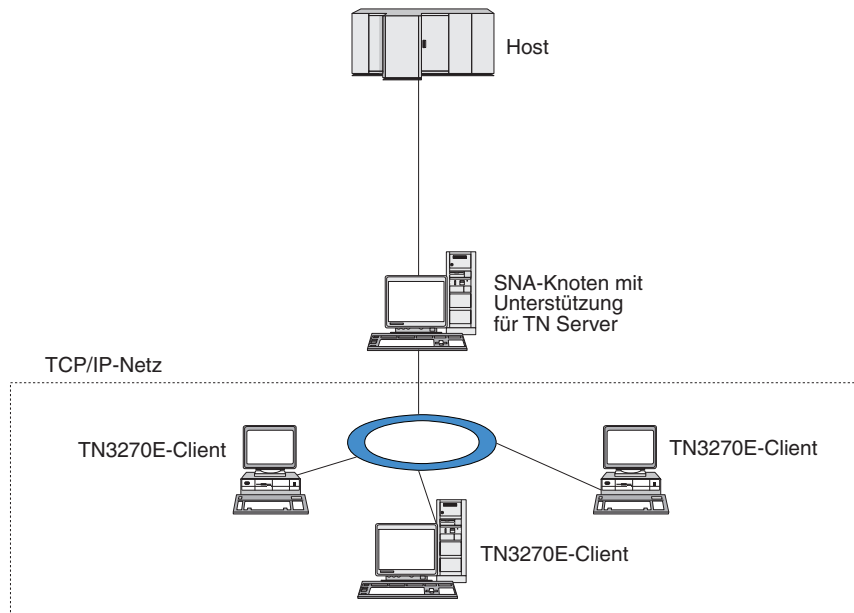 Host
SNA-Knoten mit
Unterstützung
für TN Server
TCP/IP-Netz
TN3270E-Client
TN3270E-Client
TN3270E-Client